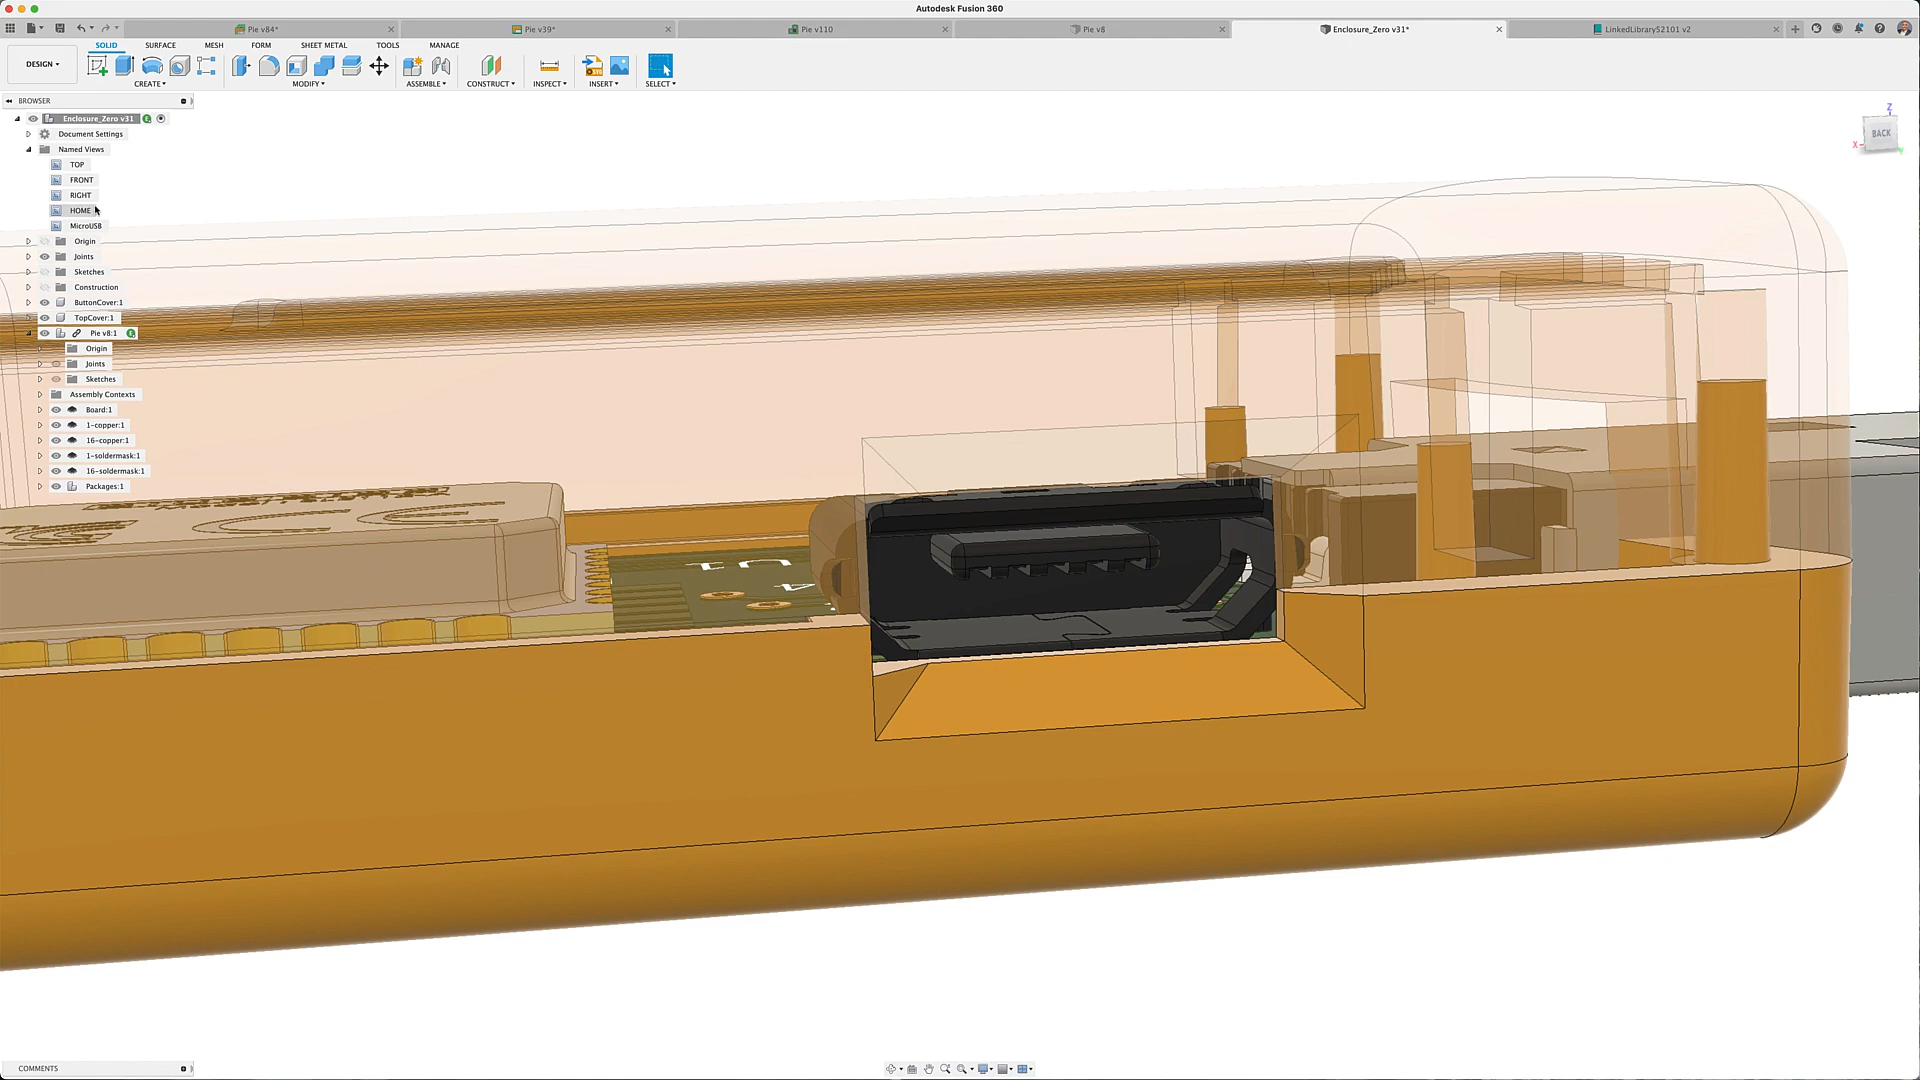 Autodesk Fusion 360
Pie v84*
Pie v39*
Pie v110
Pie v8
Enclosure_Zero v31*
LinkedLibrary52101 v2
SOLID SURFACE MESH FORM SHEET METAL TOOLS MANAGE
DESIGN
CREATE MODIFY ASSEMBLE CONSTRUCT INSPECT INSERT SELECT
BROWSER
Enclosure_Zero v31
Document Settings
Named Views
TOP
FRONT
RIGHT
HOME
MicroUSB
Origin
Joints
Sketches
Construction
ButtonCover:1
TopCover:1
Pie v8:1
Origin
Joints
Sketches
Assembly Contexts
Board:1
1-copper:1
16-copper:1
1-soldermask:1
16-soldermask:1
Packages:1
Z
BACK
X
COMMENTS